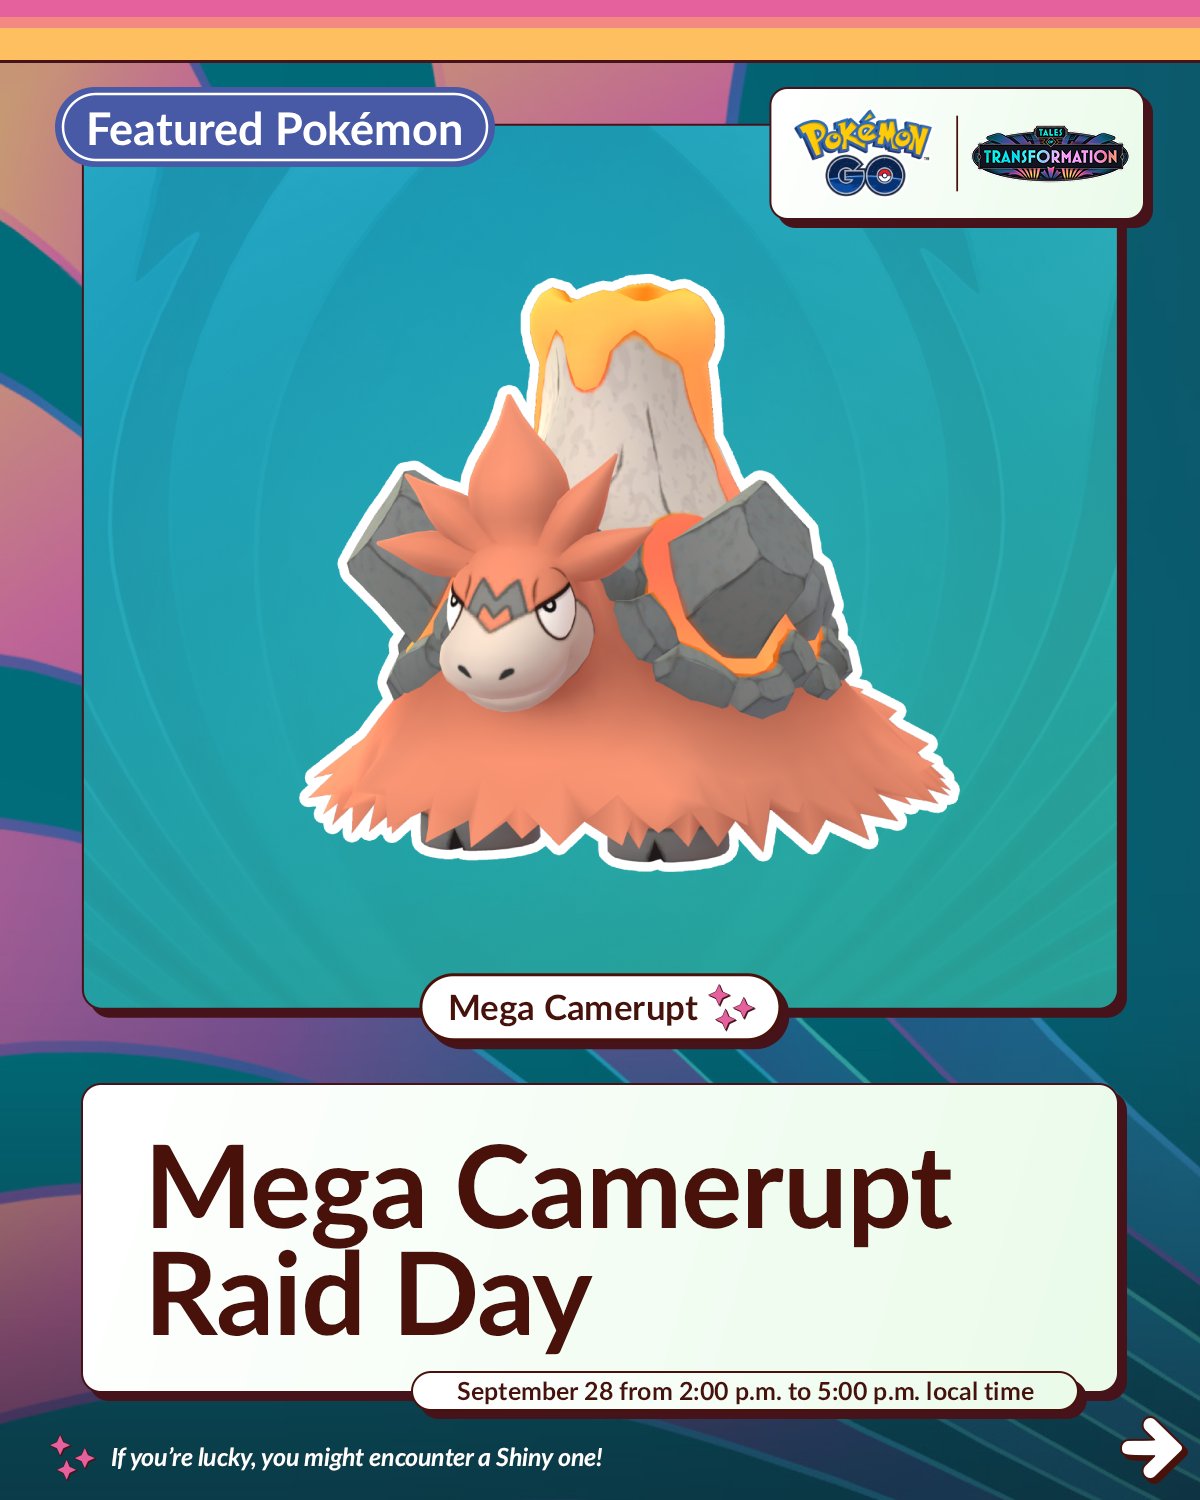 Featured Pokémon
POKÉMON
GO
TALES
OF
TRANSFORMATION
Mega Camerupt
Mega Camerupt
Raid Day
September 28 from 2:00 p.m. to 5:00 p.m. local time
If you're lucky, you might encounter a Shiny one!